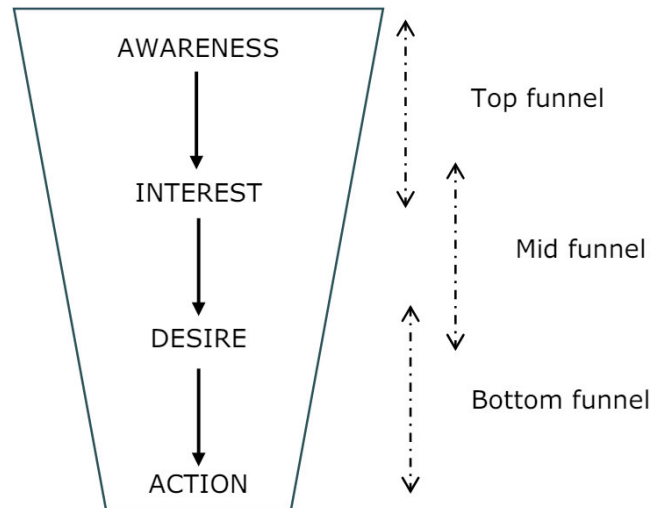 AWARENESS
Top funnel
INTEREST
Mid funnel
DESIRE
Bottom funnel
ACTION